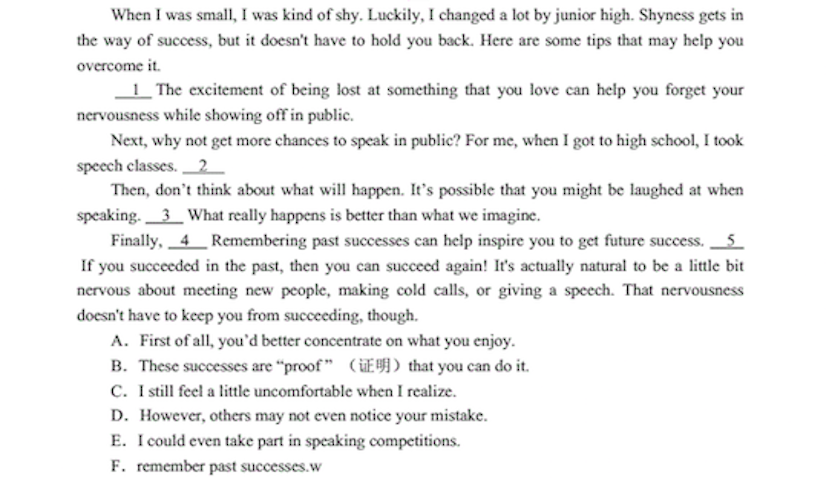 When I was small, I was kind of shy. Luckily, I changed a lot by junior high. Shyness gets in
the way of success, but it doesn't have to hold you back. Here are some tips that may help you
overcome it.
1 The excitement of being lost at something that you love can help you forget your
nervousness while showing off in public.
Next, why not get more chances to speak in public? For me, when I got to high school, I took
speech classes. 2
Then, don't think about what will happen. It's possible that you might be laughed at when
speaking. 3 What really happens is better than what we imagine.
Finally, 4 Remembering past successes can help inspire you to get future success. 5
If you succeeded in the past, then you can succeed again! It's actually natural to be a little bit
nervous about meeting new people, making cold calls, or giving a speech. That nervousness
doesn't have to keep you from succeeding, though.
A. First of all, you'd better concentrate on what you enjoy.
B. These successes are “proof” （证明）that you can do it.
C. I still feel a little uncomfortable when I realize.
D. However, others may not even notice your mistake.
E. I could even take part in speaking competitions.
F. remember past successes.w